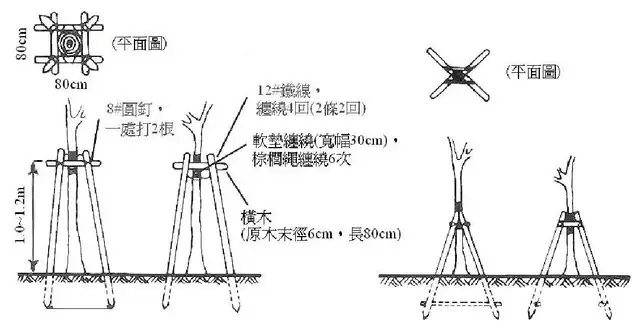 80cm
(平面圖)
80cm
8#圓釘，
一處打2根
12#鐵線，
纏繞4回(2條2回)
軟墊纏繞(寬幅30cm)，
棕櫚繩纏繞6次
橫木
(原木末徑6cm，長80cm)
1.0~1.2m
(平面圖)